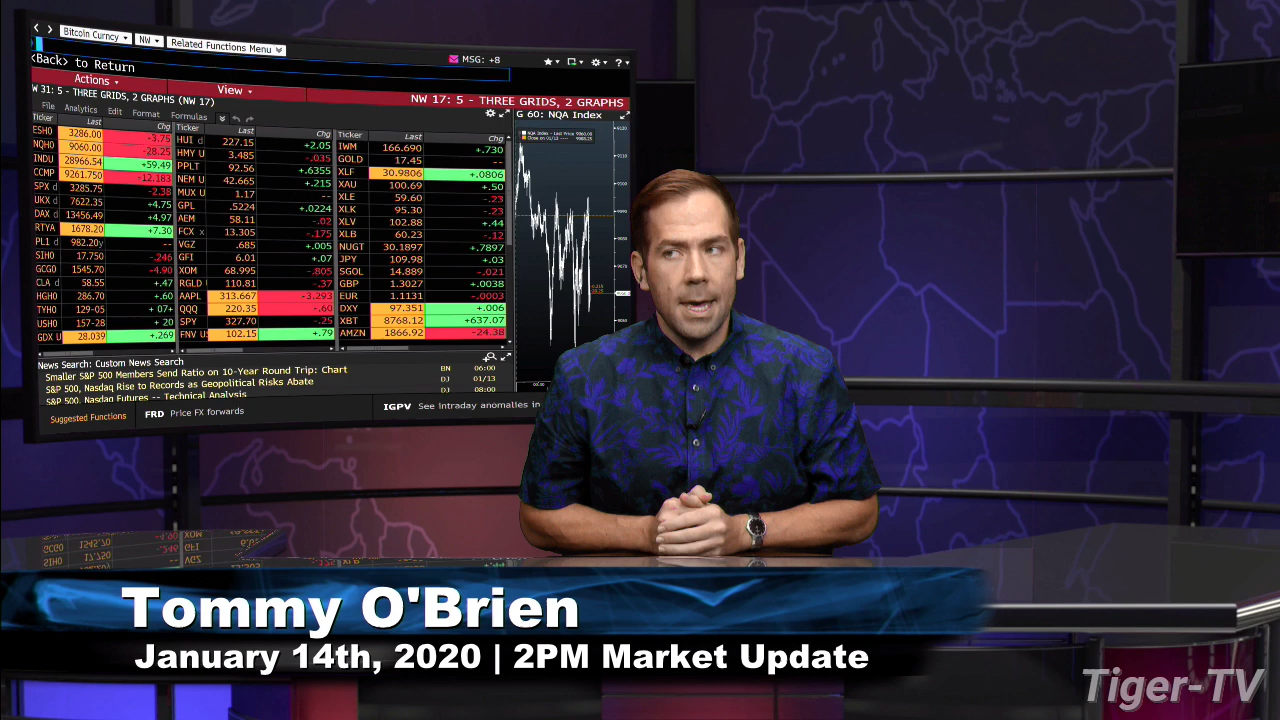 Bitcoin Curncy NW Related Functions Menu
MSG: +8
<Back> to Return
Actions View NW 17: 5 - THREE GRIDS, 2 GRAPHS
W 31: 5 - THREE GRIDS, 2 GRAPHS (NW 17)
G 60: NQA Index
File Analytics Edit Format Formulas
Ticker Last Chg
ESH0 3286.00 -3.75
NQH0 9060.00 -28.25
INDU 28966.54 +59.49
CCMP 9261.750 -12.183
SPX d 3285.75 -2.38
UKX d 7622.35 +4.75
DAX d 13456.49 +4.97
RTYA 1678.20 +7.30
PL1 d 982.20y --
SIH0 17.750 -.246
GCG0 1545.70 -4.90
CLA d 58.55 +.47
HGH0 286.70 +.60
TYH0 129-05 + 07+
USH0 157-28 + 20
GDX U 28.039 +.269
Ticker Last Chg
HUI d 227.15 +2.05
HMY U 3.485 -.035
PPLT 92.56 +.6355
NEM U 42.665 +.215
MUX U 1.17 --
GPL .5224 +.0224
AEM 58.11 -.02
FCX x 13.305 -.175
VGZ .685 +.005
GFI 6.01 +.07
XOM 68.995 -.805
RGLD 110.81 -.37
AAPL 313.667 -3.293
QQQ 220.35 -.60
SPY 327.70 -.25
FNV U 102.15 +.79
Ticker Last Chg
IWM 166.690 +.730
GOLD 17.45 --
XLF 30.9806 +.0806
XAU 100.69 +.50
XLE 59.60 -.23
XLK 95.30 -.23
XLV 102.88 +.44
XLB 60.23 -.12
NUGT 30.1897 +.7897
JPY 109.98 +.03
SGOL 14.889 -.021
GBP 1.3027 +.0038
EUR 1.1131 -.0003
DXY 97.351 +.006
XBT 8768.12 +637.07
AMZN 1866.92 -24.38
News Search: Custom News Search
Smaller S&P 500 Members Send Ratio on 10-Year Round Trip: Chart BN 06:00
S&P 500, Nasdaq Rise to Records as Geopolitical Risks Abate DJ 01/13
S&P 500, Nasdaq Futures -- Technical Analysis DJ 08:00
Suggested Functions FRD Price FX forwards IGPV See intraday anomalies in
Tommy O'Brien
January 14th, 2020 | 2PM Market Update
Tiger-TV